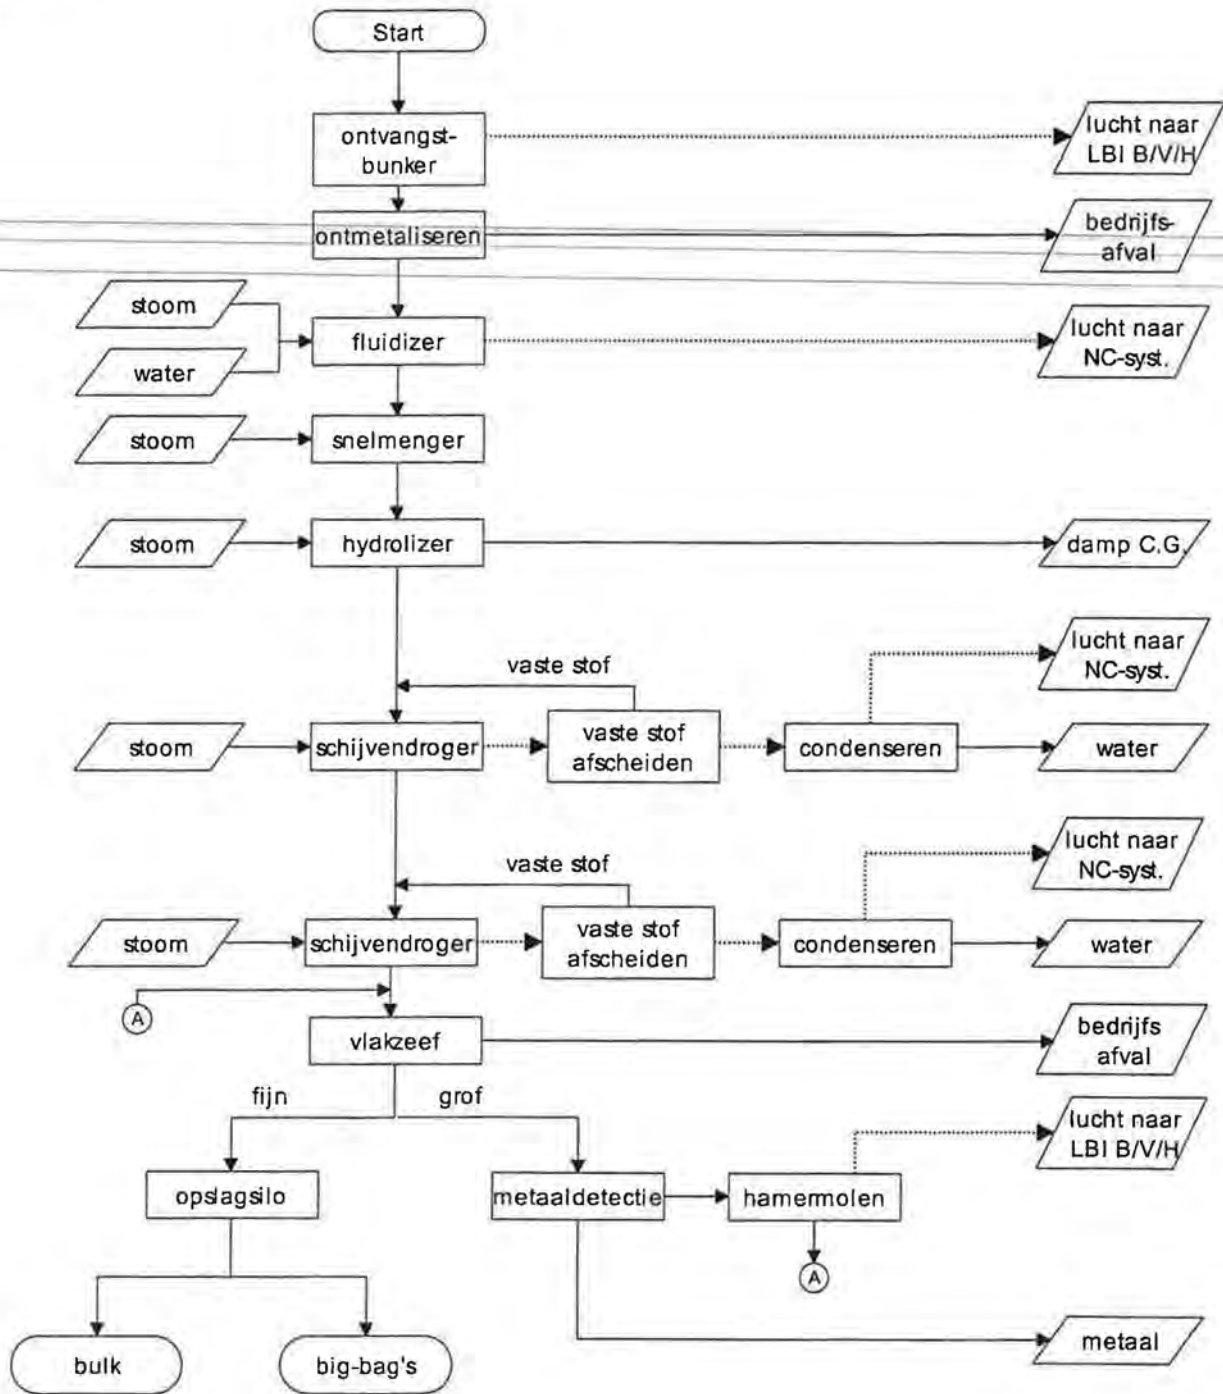 Start
ontvangst-
bunker
lucht naar
LBI B/V/H
ontmetaliseren
bedrijfs-
afval
stoom
water
fluidizer
lucht naar
NC-syst.
stoom
snelmenger
stoom
hydrolizer
damp C.G.
vaste stof
lucht naar
NC-syst.
stoom
schijvendroger
vaste stof
afscheiden
condenseren
water
vaste stof
lucht naar
NC-syst.
stoom
schijvendroger
vaste stof
afscheiden
condenseren
water
A
vlakzeef
bedrijfs
afval
fijn
grof
lucht naar
LBI B/V/H
opslagsilo
metaaldetectie
hamermolen
A
bulk
big-bag's
metaal